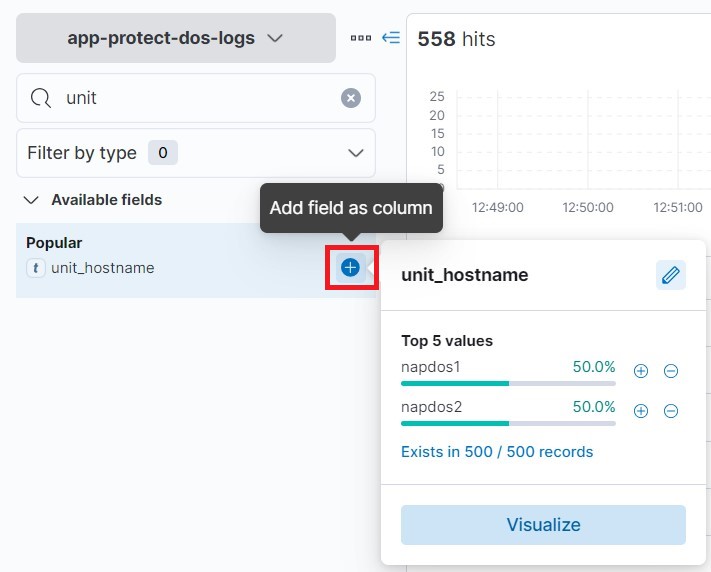 app-protect-dos-logs
558 hits
unit
Filter by type 0
25
20
15
10
5
0
12:49:00 12:50:00 12:51:00
Available fields
Add field as column
Popular
t unit_hostname
unit_hostname
Top 5 values
napdos1 50.0%
napdos2 50.0%
Exists in 500 / 500 records
Visualize